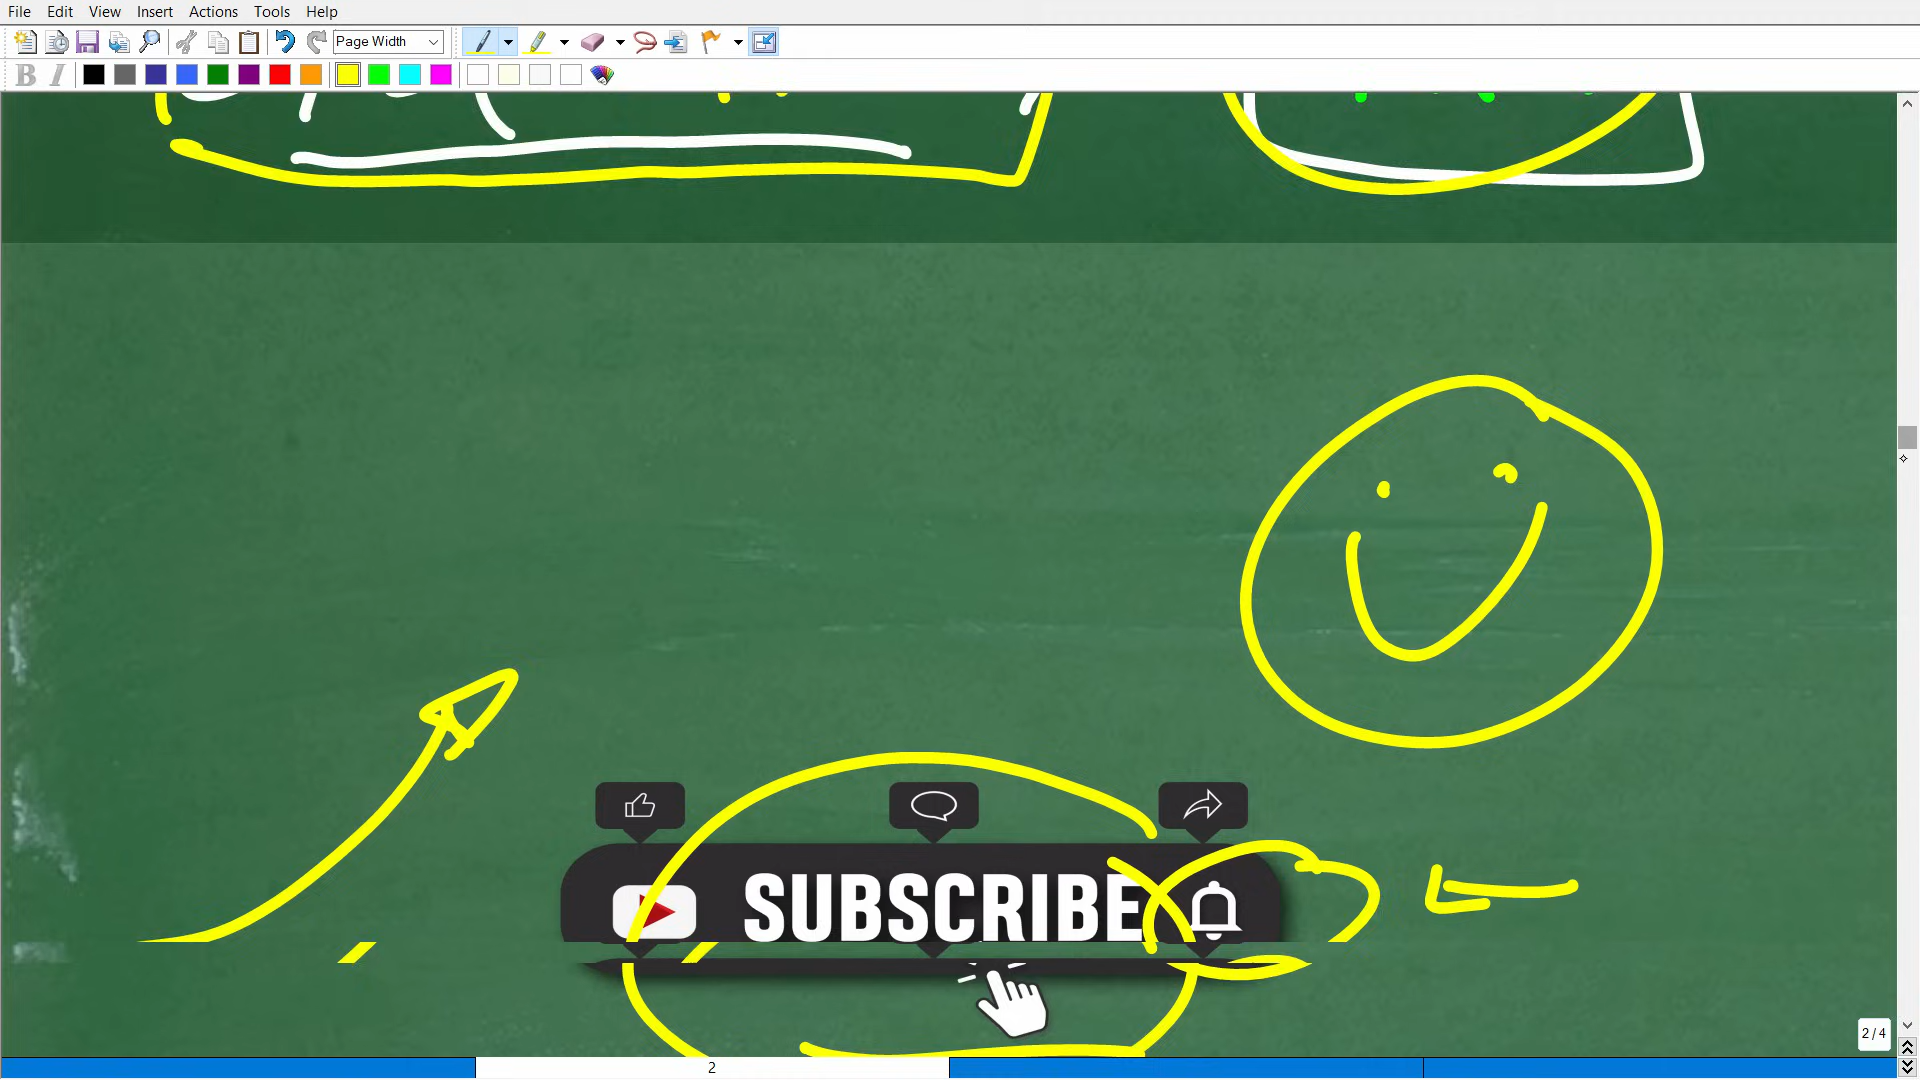 File Edit View Insert Actions Tools Help
Page Width
B I
SUBSCRIBE
2 / 4
2